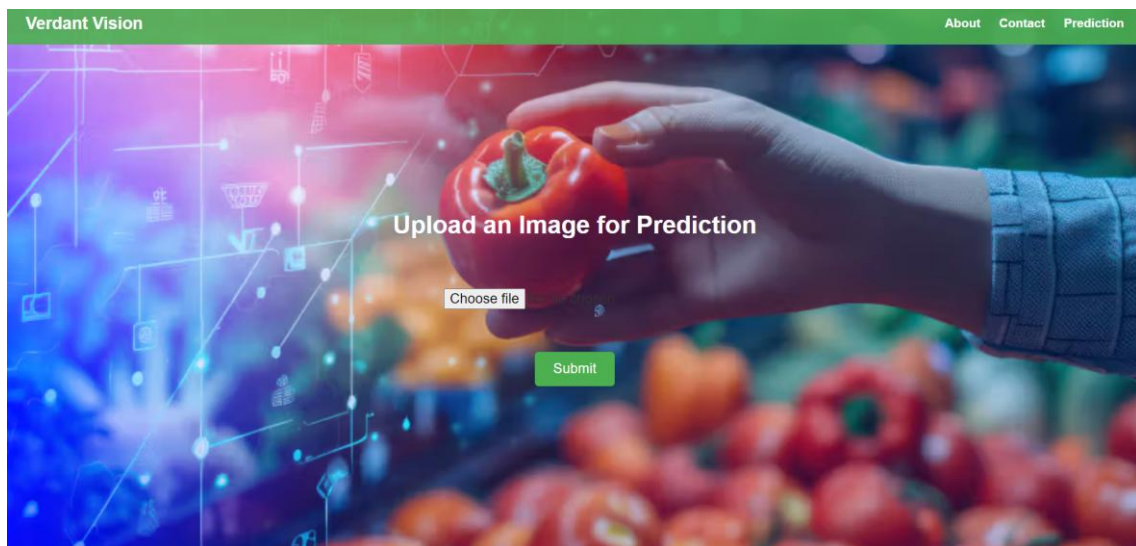 Verdant Vision
About Contact Prediction
Upload an Image for Prediction
Choose file
Submit